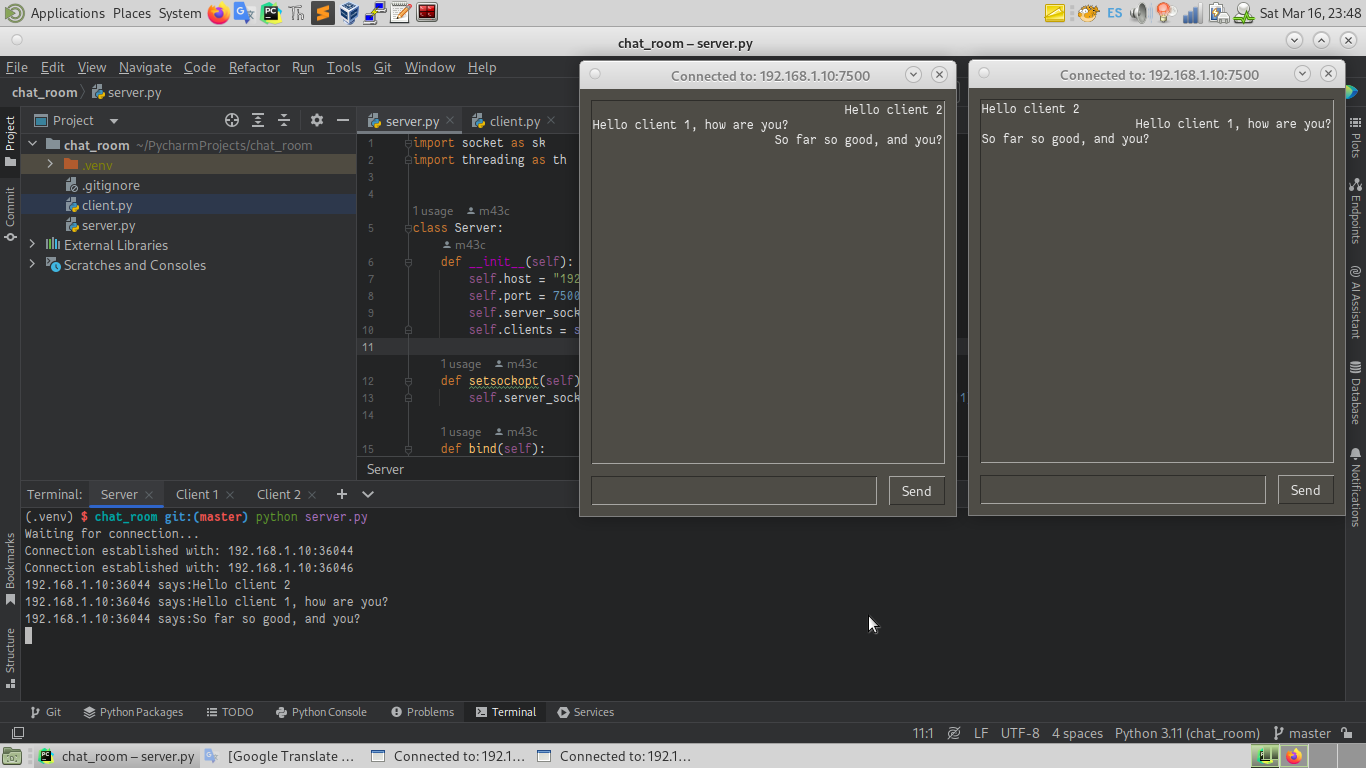 Applications Places System ES Sat Mar 16, 23:48
chat_room – server.py
File Edit View Navigate Code Refactor Run Tools Git Window Help
chat_room server.py
Project
server.py client.py
chat_room ~/PycharmProjects/chat_room
.venv
.gitignore
client.py
server.py
External Libraries
Scratches and Consoles
Project
Commit
Bookmarks
Structure
1 import socket as sk
2 import threading as th
3
4
1 usage m43c
5 class Server:
m43c
6 def __init__(self):
7 self.host = "192
8 self.port = 7500
9 self.server_sock
10 self.clients = s
11
1 usage m43c
12 def setsockopt(self)
13 self.server_sock
14
1 usage m43c
15 def bind(self):
Server
Connected to: 192.168.1.10:7500
Hello client 2
Hello client 1, how are you?
So far so good, and you?
Send
Connected to: 192.168.1.10:7500
Hello client 2
Hello client 1, how are you?
So far so good, and you?
Send
Plots
Endpoints
AI Assistant
Database
Notifications
Terminal: Server Client 1 Client 2
(.venv) $ chat_room git:(master) python server.py
Waiting for connection...
Connection established with: 192.168.1.10:36044
Connection established with: 192.168.1.10:36046
192.168.1.10:36044 says:Hello client 2
192.168.1.10:36046 says:Hello client 1, how are you?
192.168.1.10:36044 says:So far so good, and you?
Git Python Packages TODO Python Console Problems Terminal Services
11:1 LF UTF-8 4 spaces Python 3.11 (chat_room) master
chat_room – server.py [Google Translate ... Connected to: 192.1... Connected to: 192.1...